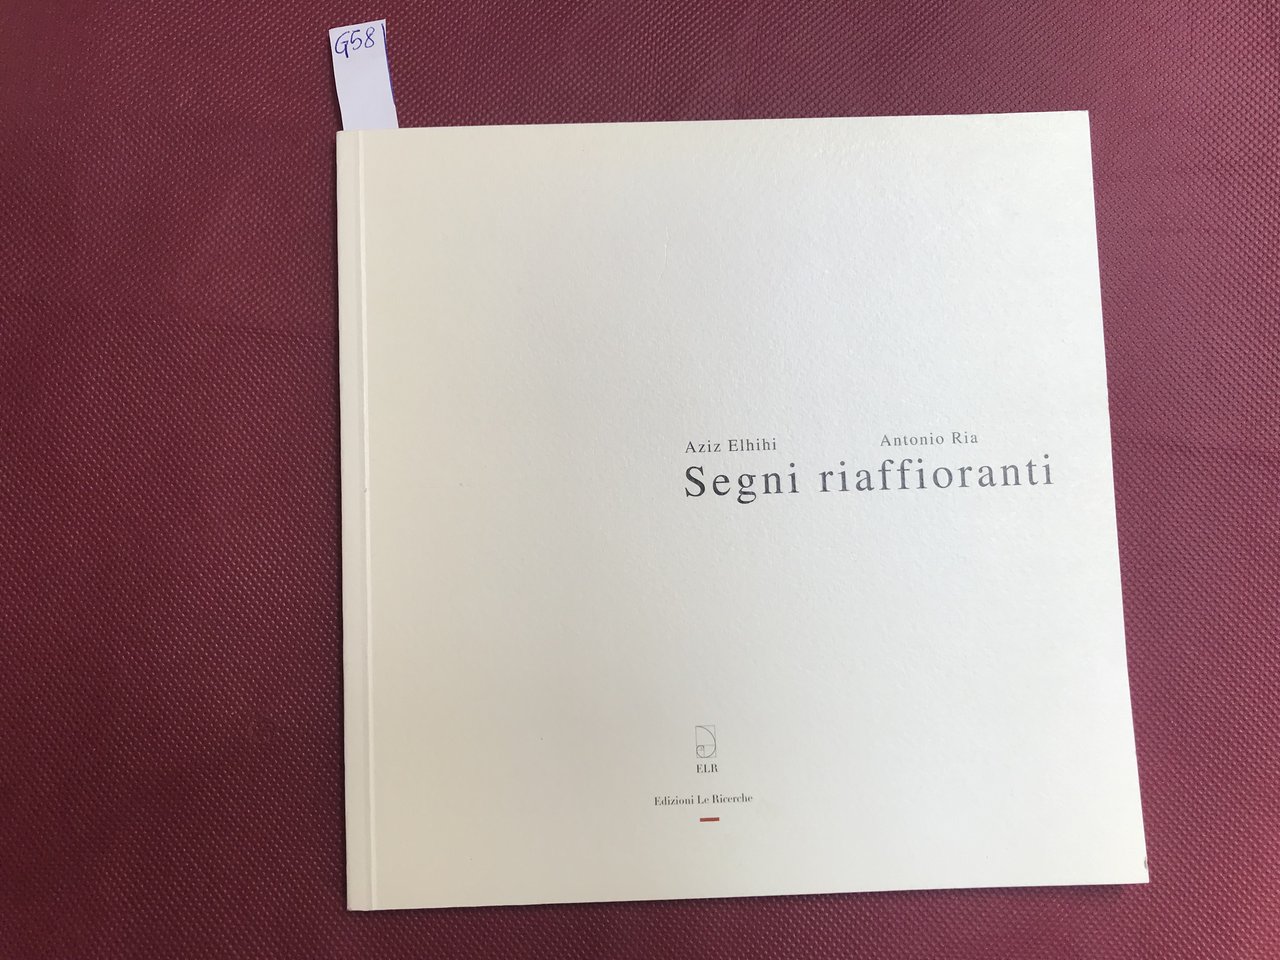 G58
Aziz Elhihi Antonio Ria
Segni riaffioranti
ELR
Edizioni Le Ricerche